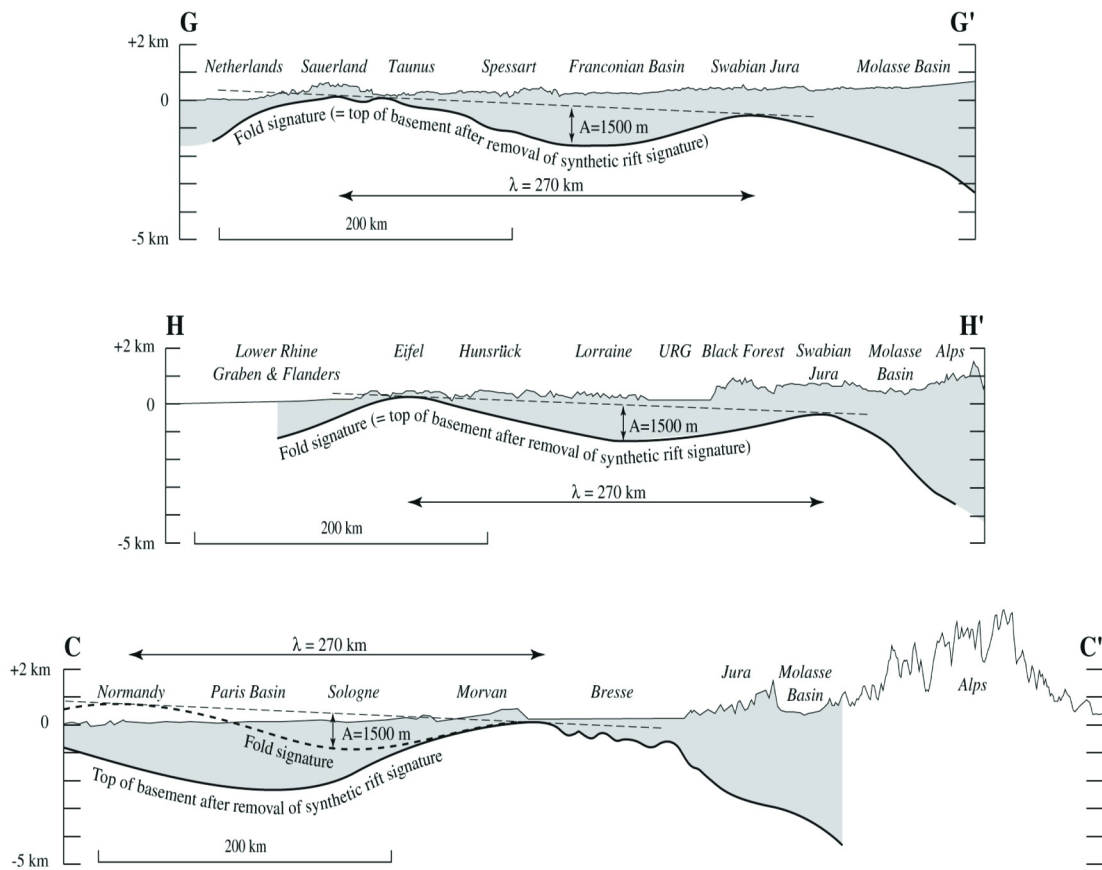 G G'
+2 km
Netherlands Sauerland Taunus Spessart Franconian Basin Swabian Jura Molasse Basin
0
A=1500 m
Fold signature (= top of basement after removal of synthetic rift signature)
λ = 270 km
200 km
-5 km
H H'
+2 km
Lower Rhine Graben & Flanders Eifel Hunsrück Lorraine URG Black Forest Swabian Jura Molasse Basin Alps
0
A=1500 m
Fold signature (= top of basement after removal of synthetic rift signature)
λ = 270 km
200 km
-5 km
C C'
λ = 270 km
+2 km
Normandy Paris Basin Sologne Morvan Bresse Jura Molasse Basin Alps
0
A=1500 m
Fold signature
Top of basement after removal of synthetic rift signature
200 km
-5 km